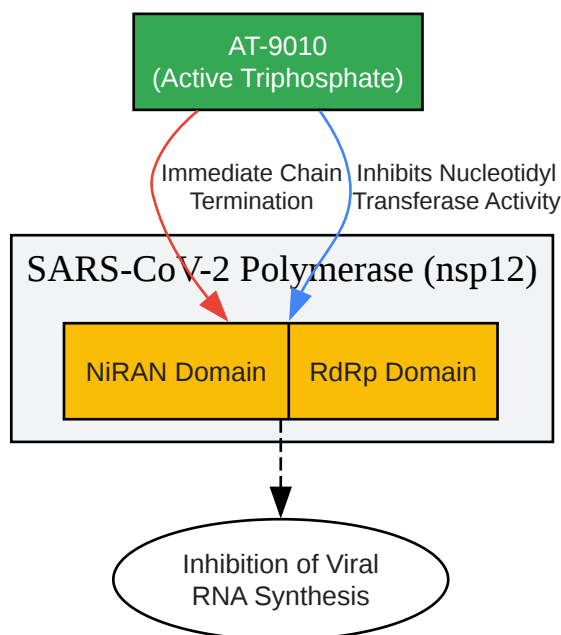 AT-9010
(Active Triphosphate)
Immediate Chain
Termination
Inhibits Nucleotidyl
Transferase Activity
SARS-CoV-2 Polymerase (nsp12)
NiRAN Domain
RdRp Domain
Inhibition of Viral
RNA Synthesis